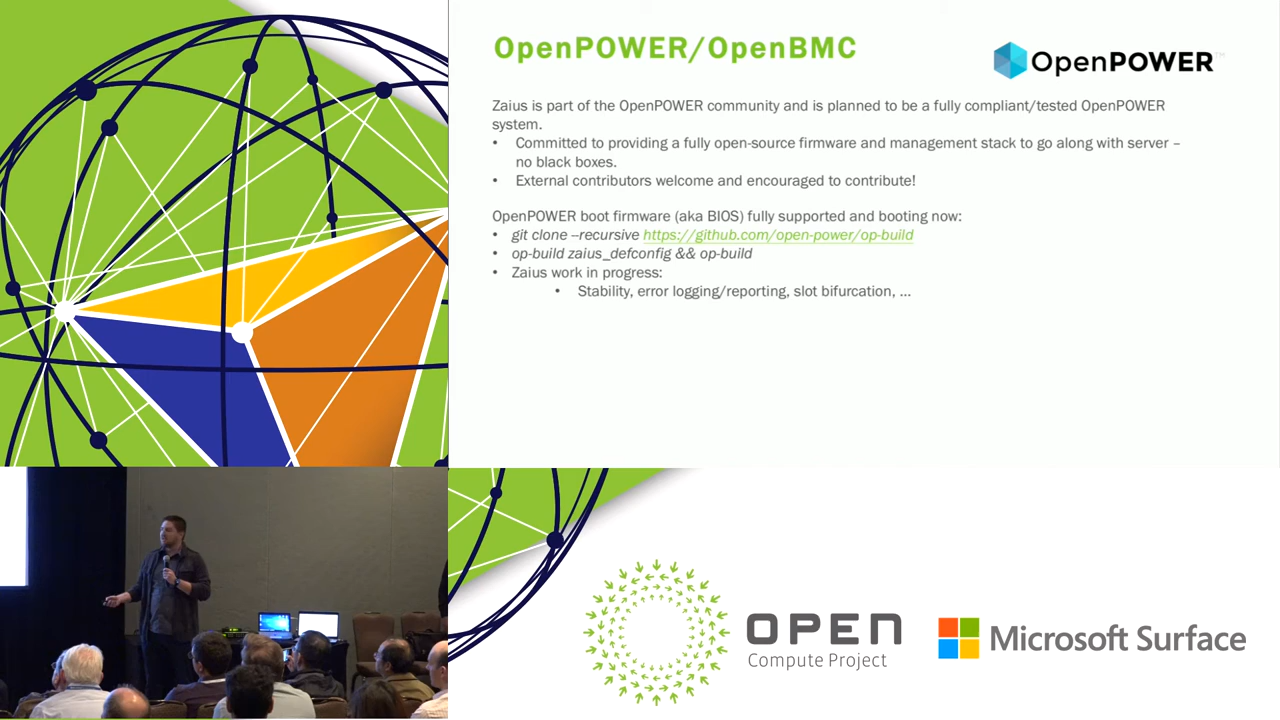 OpenPOWER/OpenBMC
OpenPOWER™
Zaius is part of the OpenPOWER community and is planned to be a fully compliant/tested OpenPOWER
system.
• Committed to providing a fully open-source firmware and management stack to go along with server –
no black boxes.
• External contributors welcome and encouraged to contribute!
OpenPOWER boot firmware (aka BIOS) fully supported and booting now:
• git clone –recursive https://github.com/open-power/op-build
• op-build zaius_defconfig && op-build
• Zaius work in progress:
• Stability, error logging/reporting, slot bifurcation, ...
OPEN
Compute Project
Microsoft Surface